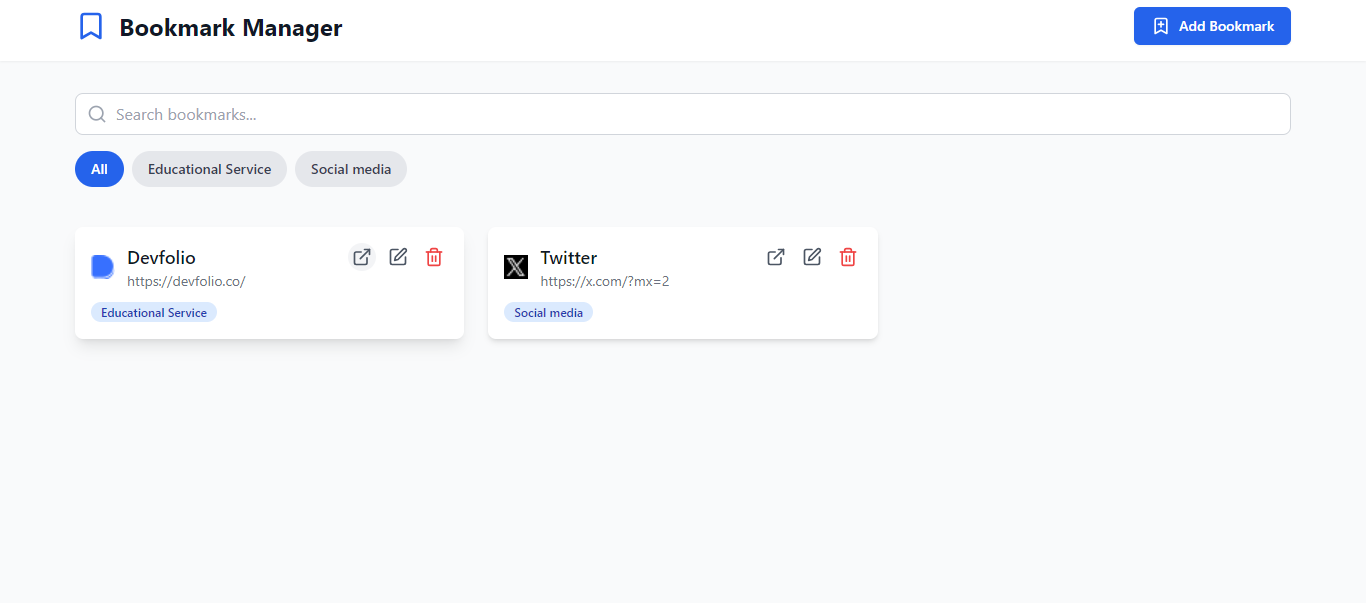 Bookmark Manager
Add Bookmark
Search bookmarks...
All
Educational Service
Social media
Devfolio
https://devfolio.co/
Educational Service
Twitter
https://x.com/?mx=2
Social media